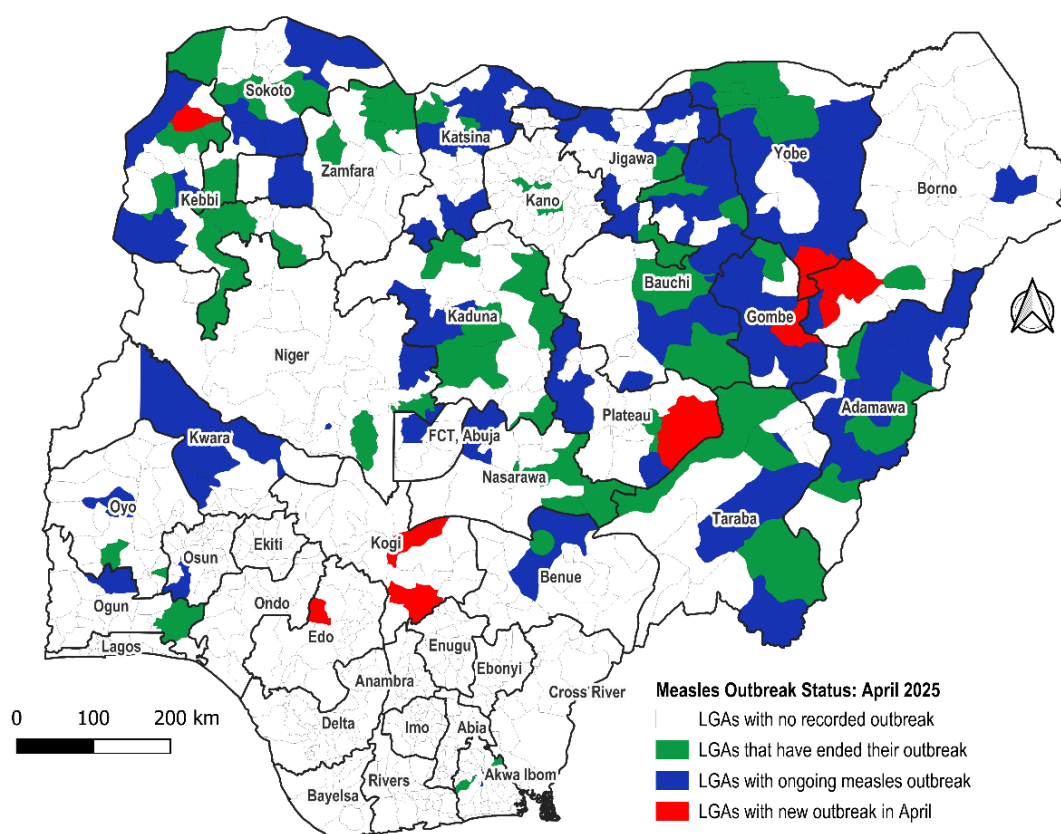 Sokoto
Katsina
Jigawa
Yobe
Zamfara
Kebbi
Kano
Borno
Bauchi
Kaduna
Gombe
Niger
Adamawa
Plateau
FCT, Abuja
Kwara
Nasarawa
Oyo
Taraba
Kogi
Osun
Ekiti
Benue
Ogun
Ondo
Edo
Lagos
Enugu
Ebonyi
Anambra
Cross River
Delta
Imo
Abia
Akwa Ibom
Rivers
Bayelsa
0 100 200 km
Measles Outbreak Status: April 2025
LGAs with no recorded outbreak
LGAs that have ended their outbreak
LGAs with ongoing measles outbreak
LGAs with new outbreak in April